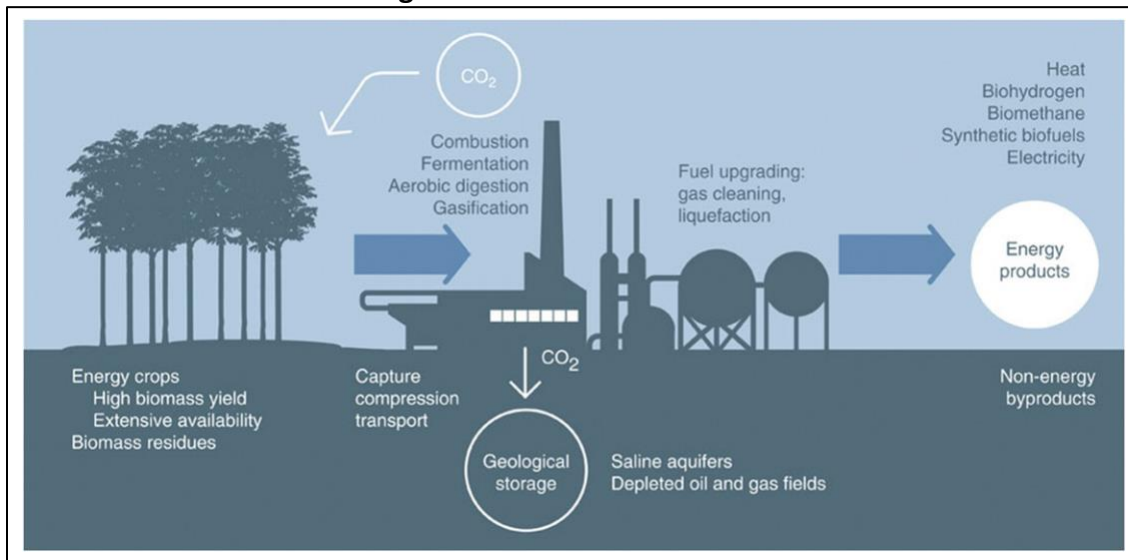 CO₂
Combustion
Fermentation
Aerobic digestion
Gasification
Fuel upgrading:
gas cleaning,
liquefaction
Heat
Biohydrogen
Biomethane
Synthetic biofuels
Electricity
Energy
products
Energy crops
High biomass yield
Extensive availability
Biomass residues
Capture
compression
transport
CO₂
Geological
storage
Saline aquifers
Depleted oil and gas fields
Non-energy
byproducts